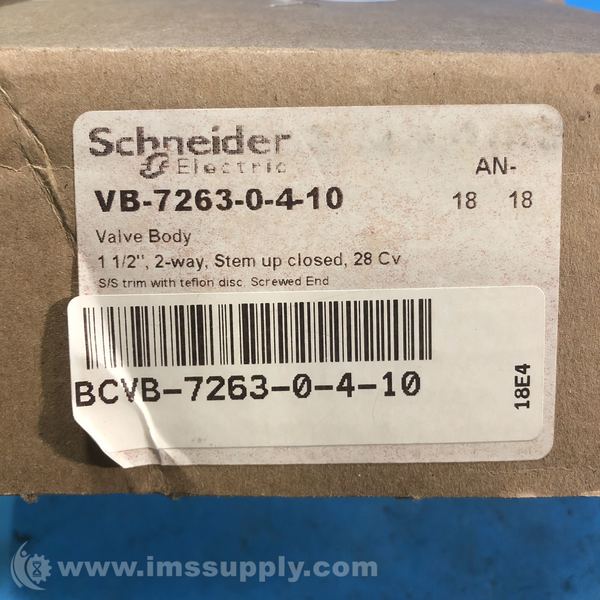 Schneider
Electric
AN-
VB-7263-0-4-10 18 18
Valve Body
1 1/2", 2-way, Stem up closed, 28 Cv
S/S trim with teflon disc. Screwed End
BCVB-7263-0-4-10
18E4
www.imssupply.com